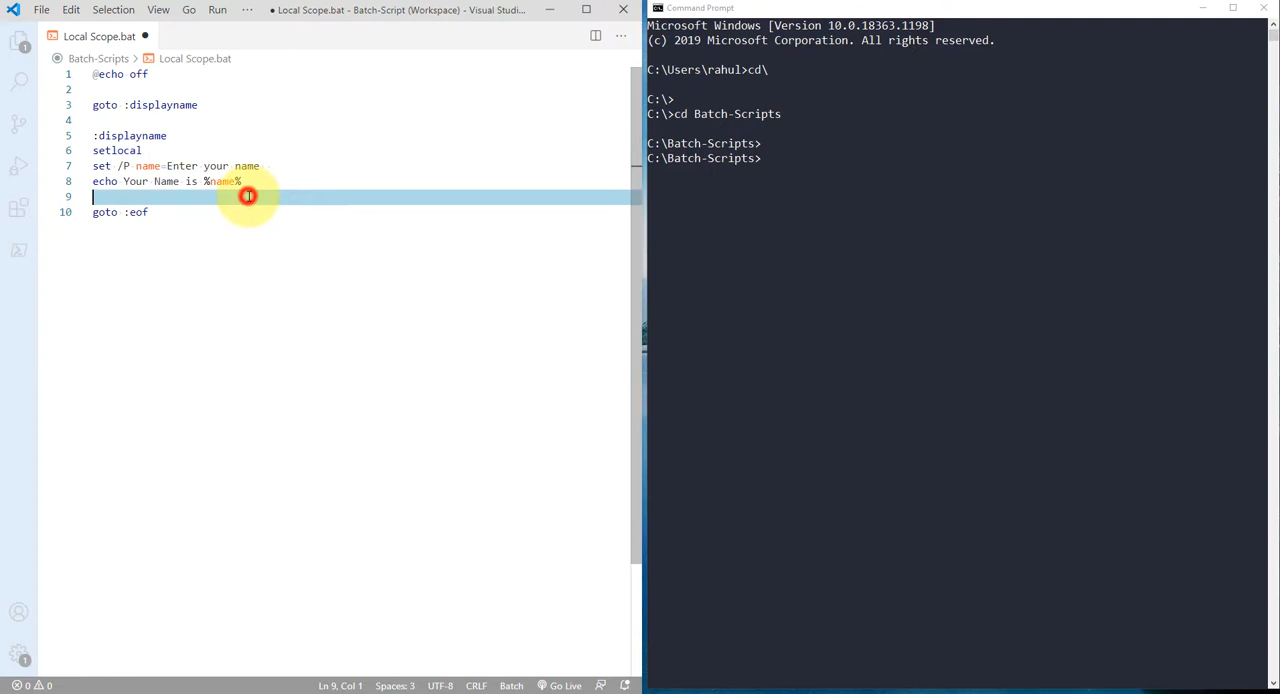 File Edit Selection View Go Run ··· ● Local Scope.bat - Batch-Script (Workspace) - Visual Studi...
Local Scope.bat ●
Batch-Scripts > Local Scope.bat
1 @echo off
2
3 goto :displayname
4
5 :displayname
6 setlocal
7 set /P name=Enter your name
8 echo Your Name is %name%
9
10 goto :eof
1
1
0 0
Ln 9, Col 1 Spaces: 3 UTF-8 CRLF Batch Go Live
Command Prompt
Microsoft Windows [Version 10.0.18363.1198]
(c) 2019 Microsoft Corporation. All rights reserved.
C:\Users\rahul>cd\
C:\>
C:\>cd Batch-Scripts
C:\Batch-Scripts>
C:\Batch-Scripts>